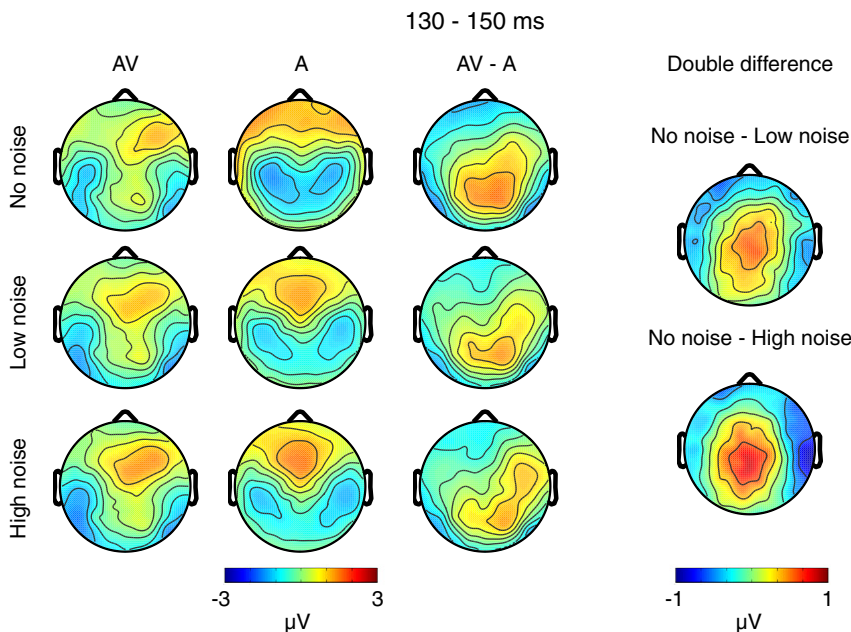 130 - 150 ms
AV
A
AV - A
Double difference
No noise
No noise - Low noise
Low noise
No noise - High noise
High noise
-3
3
-1
1
µV
µV